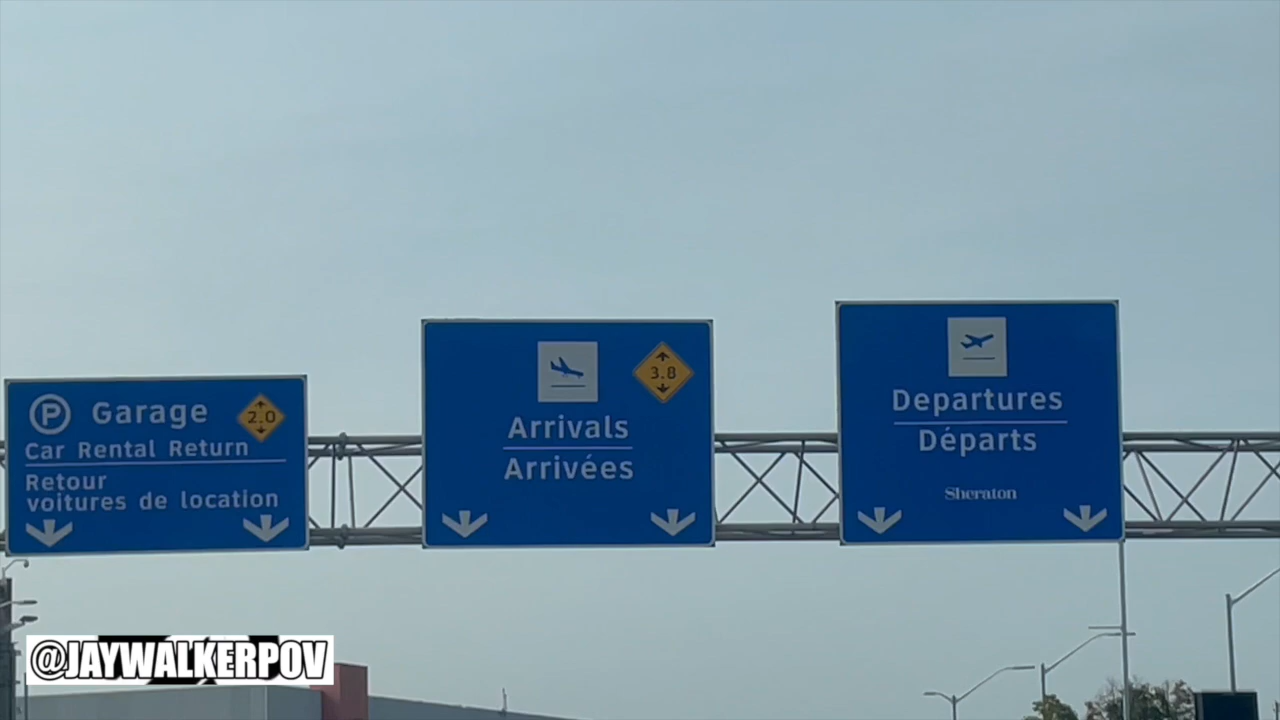 P Garage 2.0
Car Rental Return
Retour
voitures de location
3.8
Arrivals
Arrivées
Departures
Départs
Sheraton
@JAYWALKERPOV